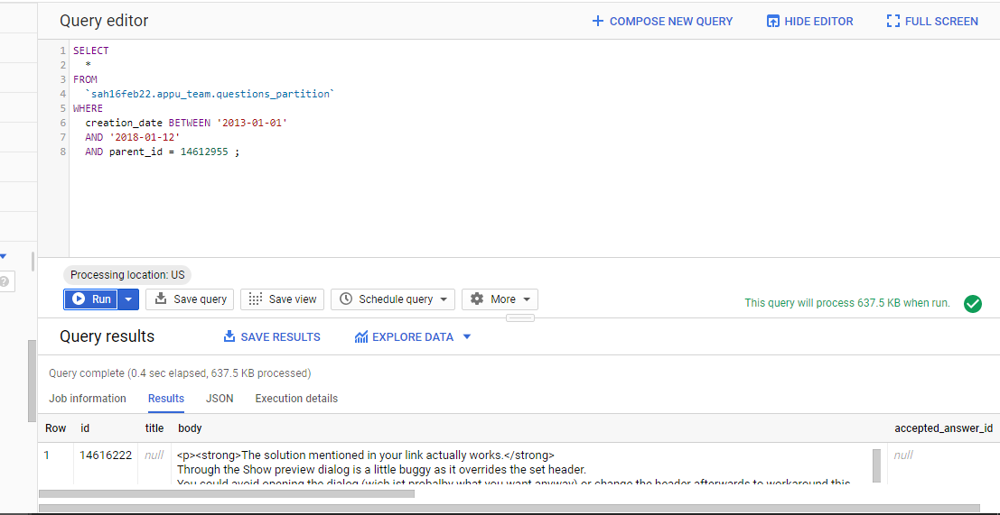 Query editor
COMPOSE NEW QUERY
HIDE EDITOR
FULL SCREEN
1 SELECT
2 *
3 FROM
4 `sah16feb22.appu_team.questions_partition`
5 WHERE
6 creation_date BETWEEN '2013-01-01'
7 AND '2018-01-12'
8 AND parent_id = 14612955 ;
Processing location: US
Run
Save query
Save view
Schedule query
More
This query will process 637.5 KB when run.
Query results
SAVE RESULTS
EXPLORE DATA
Query complete (0.4 sec elapsed, 637.5 KB processed)
Job information
Results
JSON
Execution details
Row id title body accepted_answer_id
1 14616222 null <p><strong>The solution mentioned in your link actually works.</strong> null
Through the Show preview dialog is a little buggy as it overrides the set header.
You could avoid opening the dialog (wich ist probalby what you want anyway) or change the header afterwards to workaround this